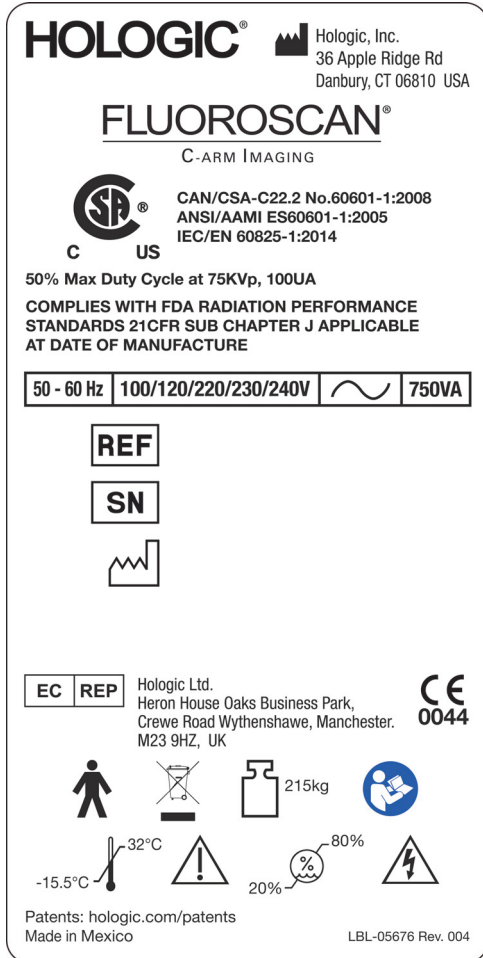 HOLOGIC®
Hologic, Inc.
36 Apple Ridge Rd
Danbury, CT 06810 USA
FLUOROSCAN®
C-ARM IMAGING
CSA ®
C US
CAN/CSA-C22.2 No.60601-1:2008
ANSI/AAMI ES60601-1:2005
IEC/EN 60825-1:2014
50% Max Duty Cycle at 75KVp, 100UA
COMPLIES WITH FDA RADIATION PERFORMANCE
STANDARDS 21CFR SUB CHAPTER J APPLICABLE
AT DATE OF MANUFACTURE
50 - 60 Hz 100/120/220/230/240V 750VA
REF
SN
EC REP
Hologic Ltd.
Heron House Oaks Business Park,
Crewe Road Wythenshawe, Manchester.
M23 9HZ, UK
CE
0044
215kg
32°C
-15.5°C
%
80%
20%
Patents: hologic.com/patents
Made in Mexico
LBL-05676 Rev. 004